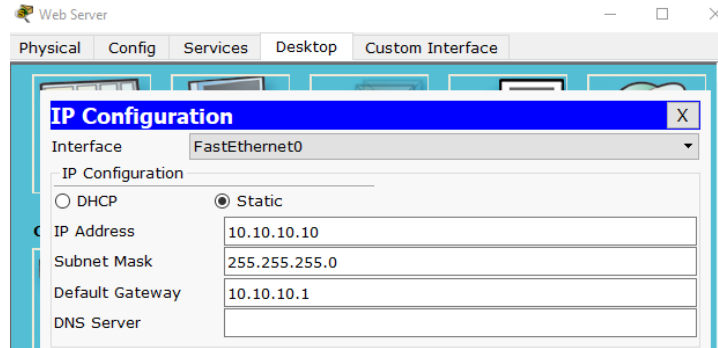 Web Server
Physical Config Services Desktop Custom Interface
IP Configuration X
Interface FastEthernet0
IP Configuration
DHCP Static
IP Address 10.10.10.10
Subnet Mask 255.255.255.0
Default Gateway 10.10.10.1
DNS Server